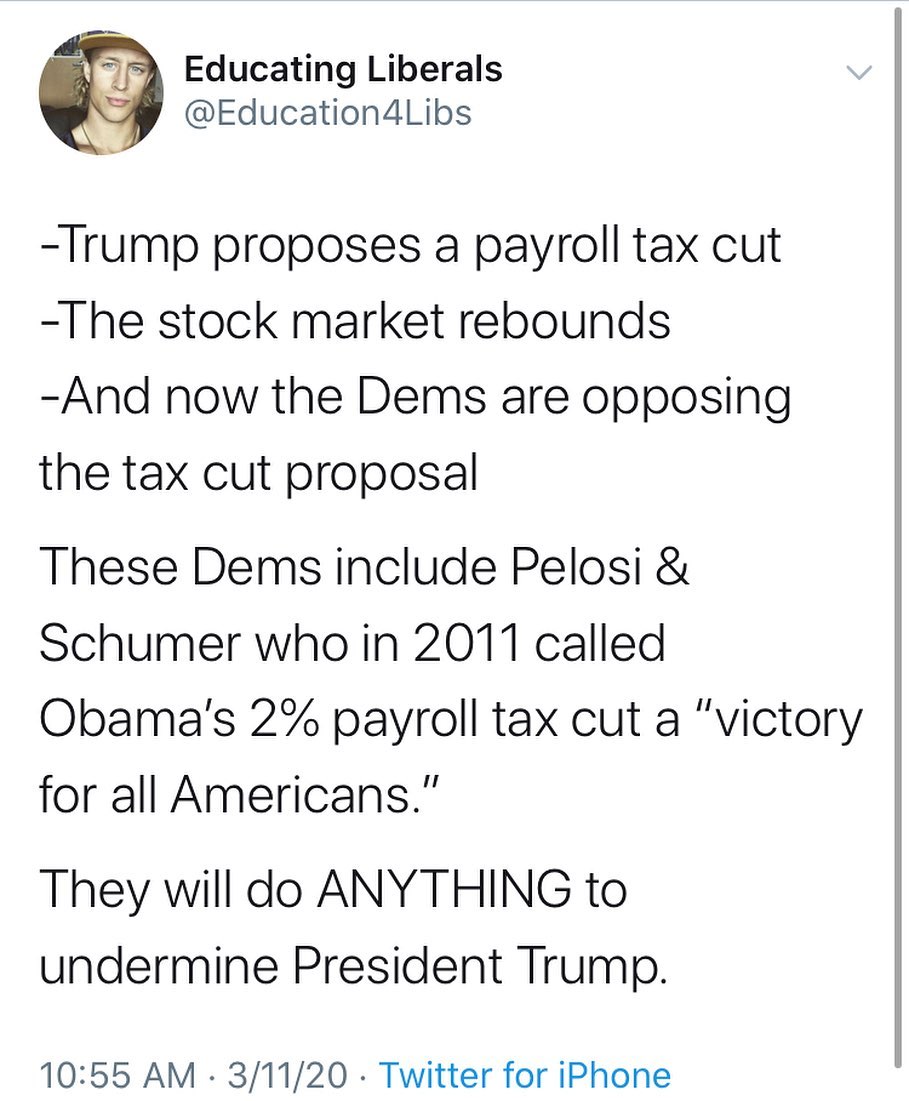 Educating Liberals
@Education4Libs
-Trump proposes a payroll tax cut
-The stock market rebounds
-And now the Dems are opposing
the tax cut proposal
These Dems include Pelosi &
Schumer who in 2011 called
Obama's 2% payroll tax cut a "victory
for all Americans."
They will do ANYTHING to
undermine President Trump.
10:55 AM · 3/11/20 · Twitter for iPhone